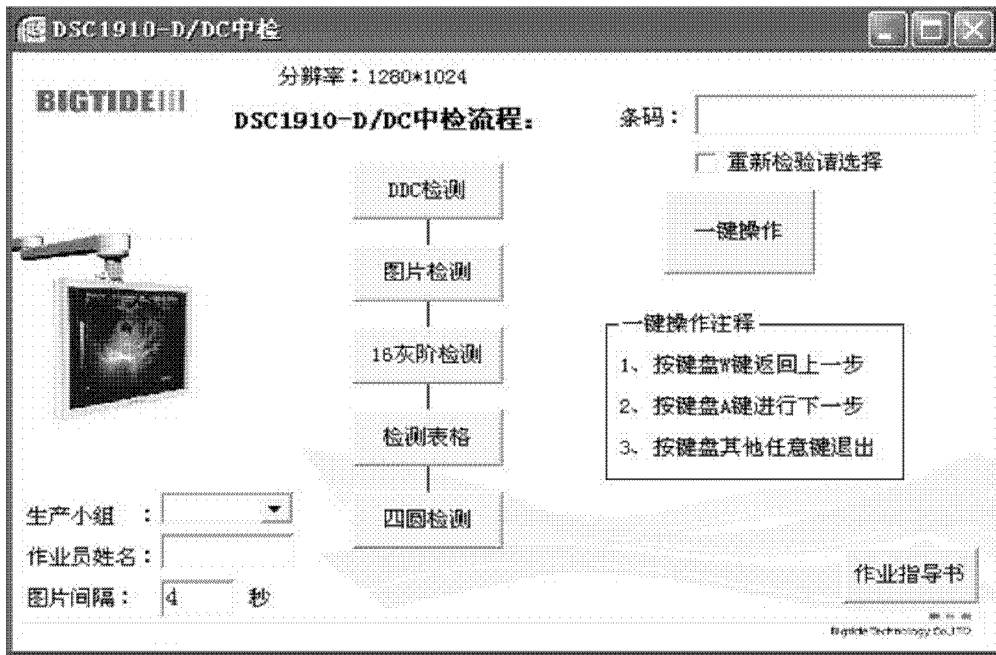 DSC1910-D/DC中检
分辨率：1280*1024
BIGTIDE
DSC1910-D/DC中检流程：
条码：
重新检验请选择
DDC检测
一键操作
图片检测
一键操作注释
16灰阶检测
1、按键盘W键返回上一步
2、按键盘A键进行下一步
检测表格
3、按键盘其他任意键退出
生产小组 ：
四圆检测
作业员姓名：
作业指导书
图片间隔： 4 秒
Bigtide Technology Co.LTD